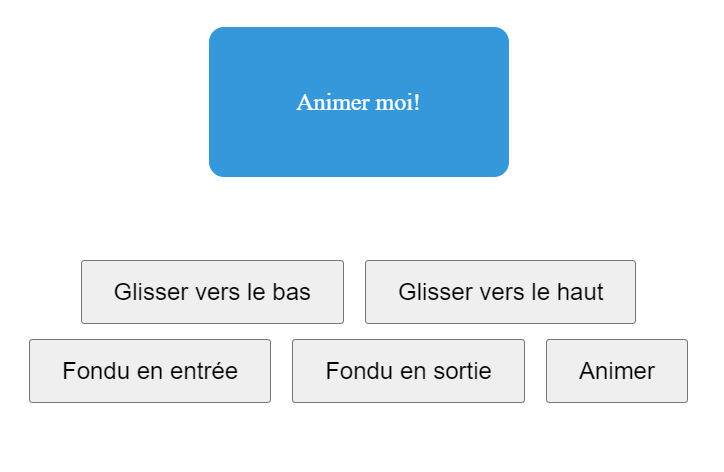 Animer moi!
Glisser vers le bas
Glisser vers le haut
Fondu en entrée
Fondu en sortie
Animer